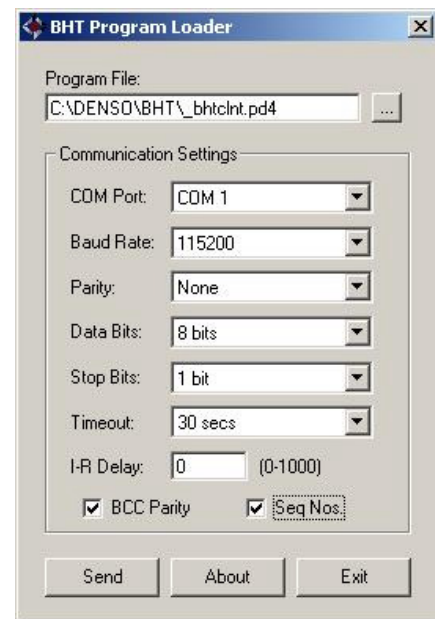 BHT Program Loader
Program File:
C:\DENSO\BHT\_bhtclnt.pd4 ...
Communication Settings
COM Port: COM 1
Baud Rate: 115200
Parity: None
Data Bits: 8 bits
Stop Bits: 1 bit
Timeout: 30 secs
I-R Delay: 0 (0-1000)
BCC Parity Seq Nos.
Send About Exit